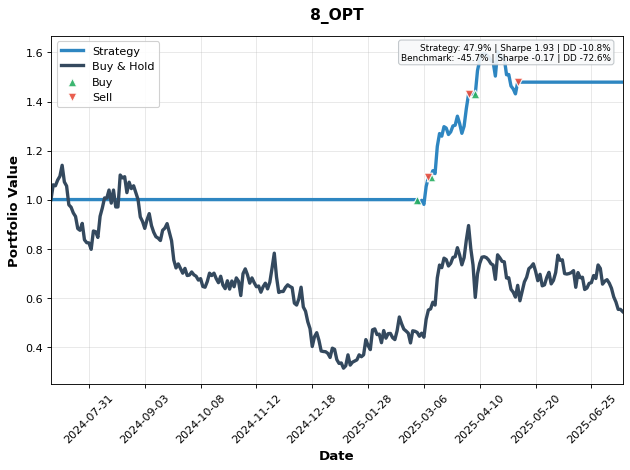 8_OPT
Strategy: 47.9% | Sharpe 1.93 | DD -10.8%
Benchmark: -45.7% | Sharpe -0.17 | DD -72.6%
Strategy
Buy & Hold
Buy
Sell
Portfolio Value
1.6
1.4
1.2
1.0
0.8
0.6
0.4
2024-07-31
2024-09-03
2024-10-08
2024-11-12
2024-12-18
2025-01-28
2025-03-06
2025-04-10
2025-05-20
2025-06-25
Date